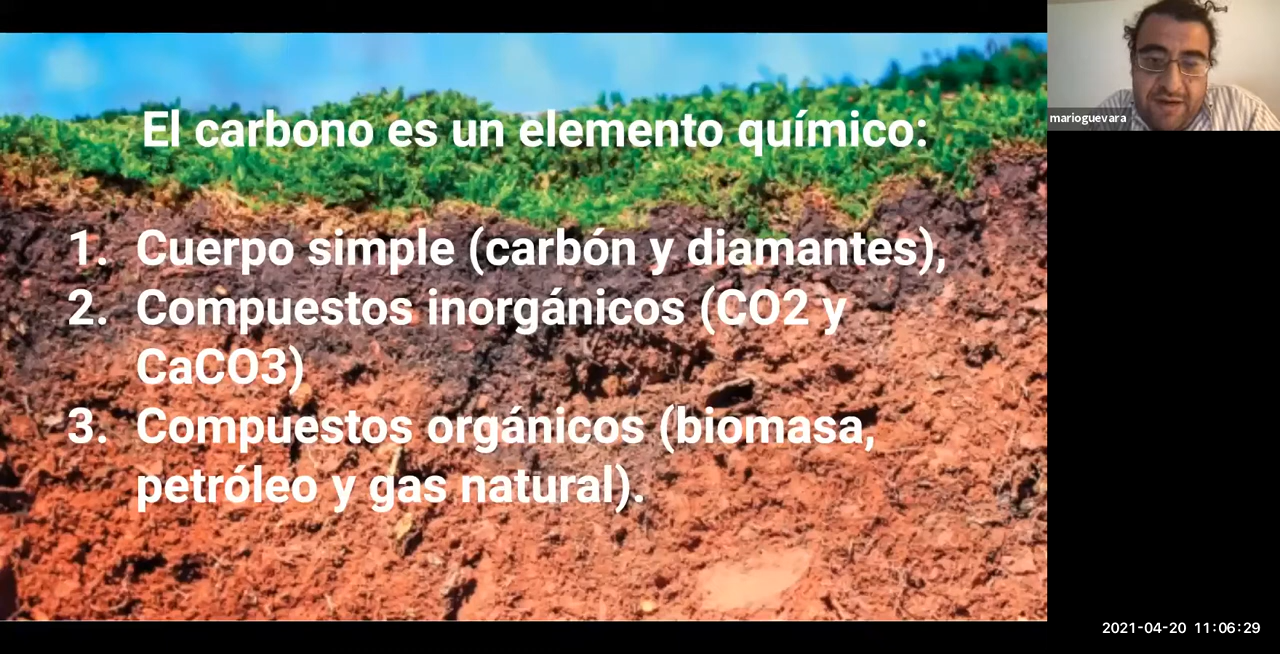 El carbono es un elemento químico:
1. Cuerpo simple (carbón y diamantes),
2. Compuestos inorgánicos (CO2 y
CaCO3)
3. Compuestos orgánicos (biomasa,
petróleo y gas natural).
marioguevara
2021-04-20 11:06:29